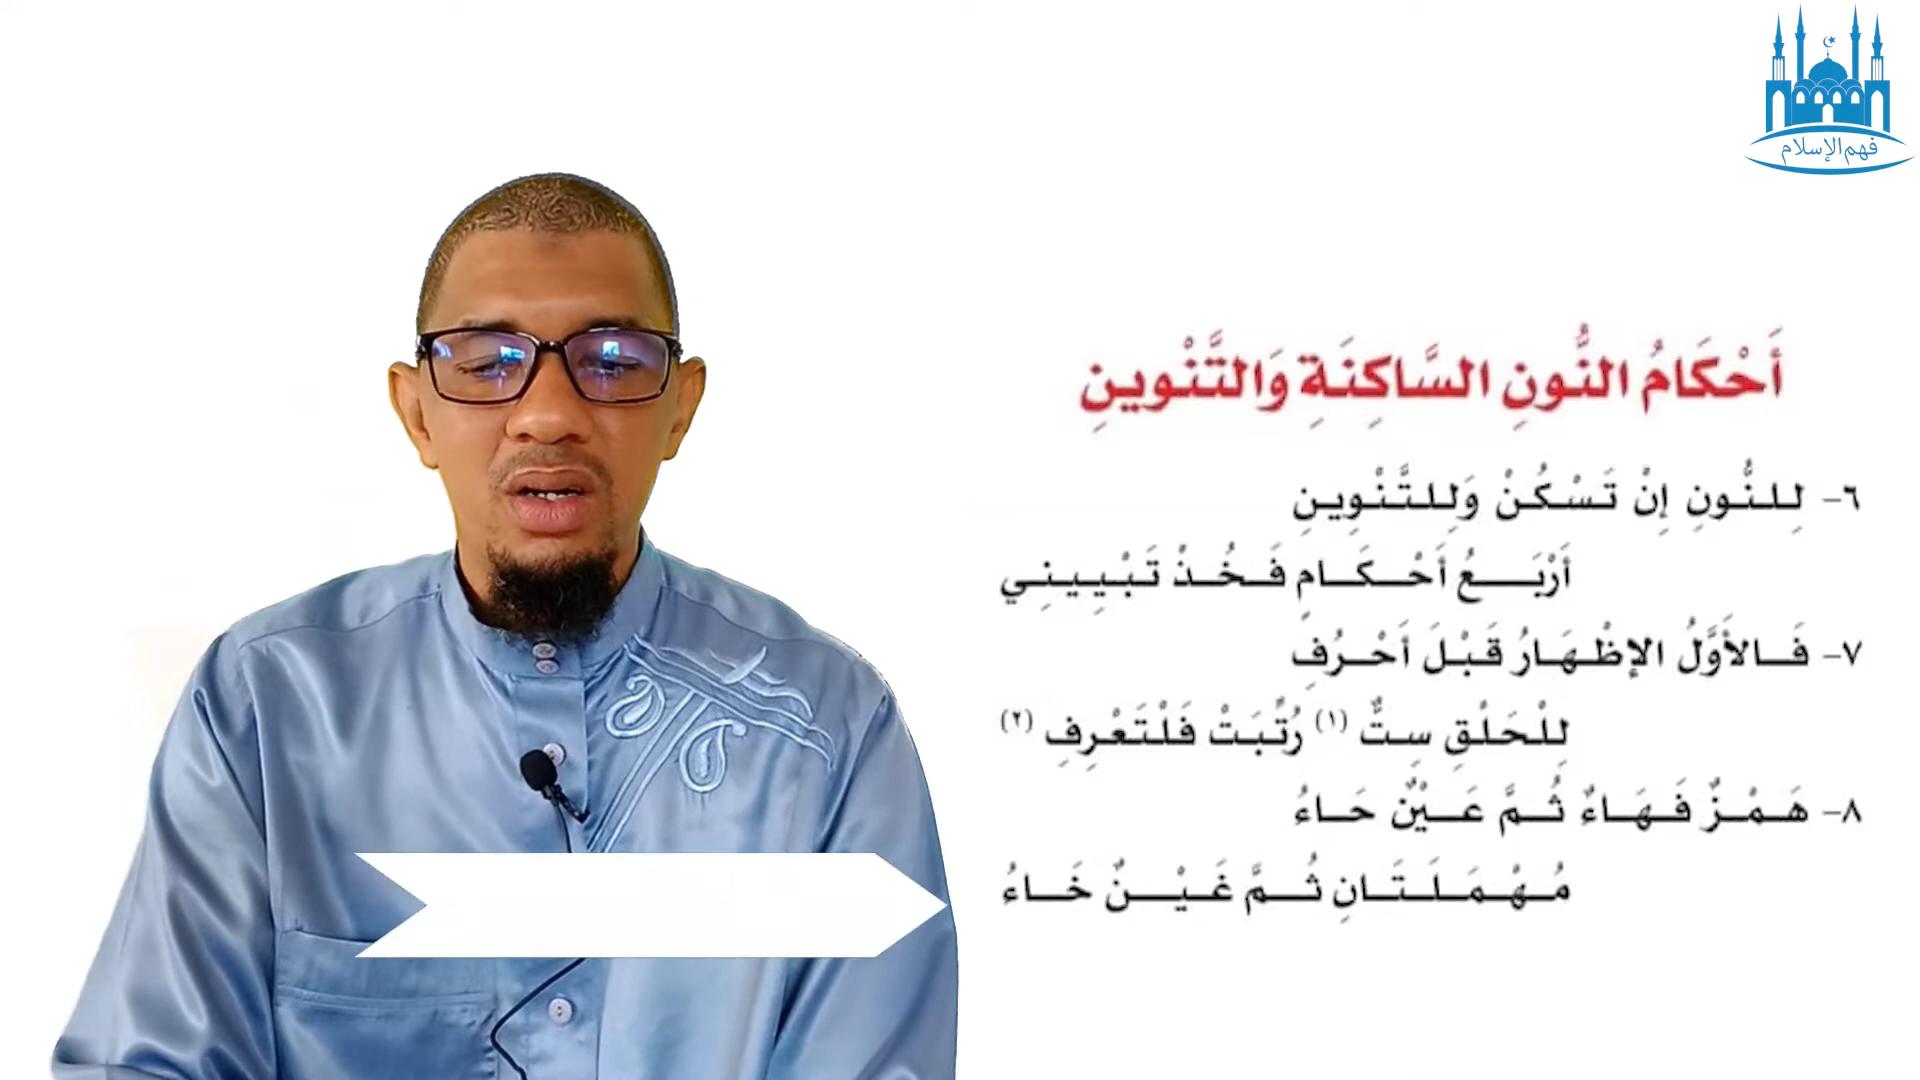 فهم الإسلام
أَحْكَامُ النُّونِ السَّاكِنَةِ وَالتَّنْوِينِ
٦- لِلنُّونِ إِنْ تَسْكُنْ وَلِلتَّنْوِينِ
أَرْبَعُ أَحْكَامٍ فَخُذْ تَبْيِينِي
٧- فَالأَوَّلُ الإِظْهَارُ قَبْلَ أَحْرُفِ
لِلْحَلْقِ سِتٌّ (١) رُتِّبَتْ فَلْتَعْرِفِ (٢)
٨- هَمْزٌ فَهَاءٌ ثُمَّ عَيْنٌ حَاءُ
مُهْمَلَتَانِ ثُمَّ غَيْنٌ خَاءُ